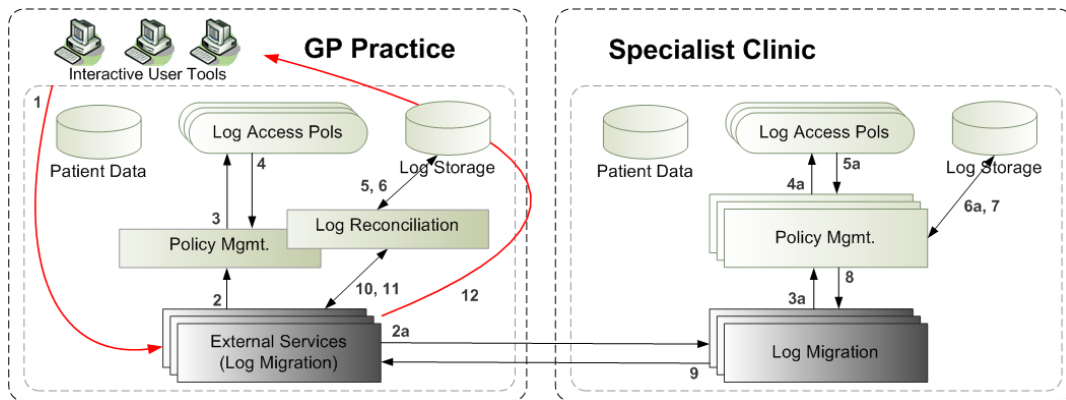 GP Practice
Interactive User Tools
1
Patient Data
Log Access Pols
Log Storage
4
3
5, 6
Log Reconciliation
Policy Mgmt.
2
10, 11
12
External Services
(Log Migration)
2a
9
Specialist Clinic
Patient Data
Log Access Pols
Log Storage
4a
5a
6a, 7
Policy Mgmt.
3a
8
Log Migration